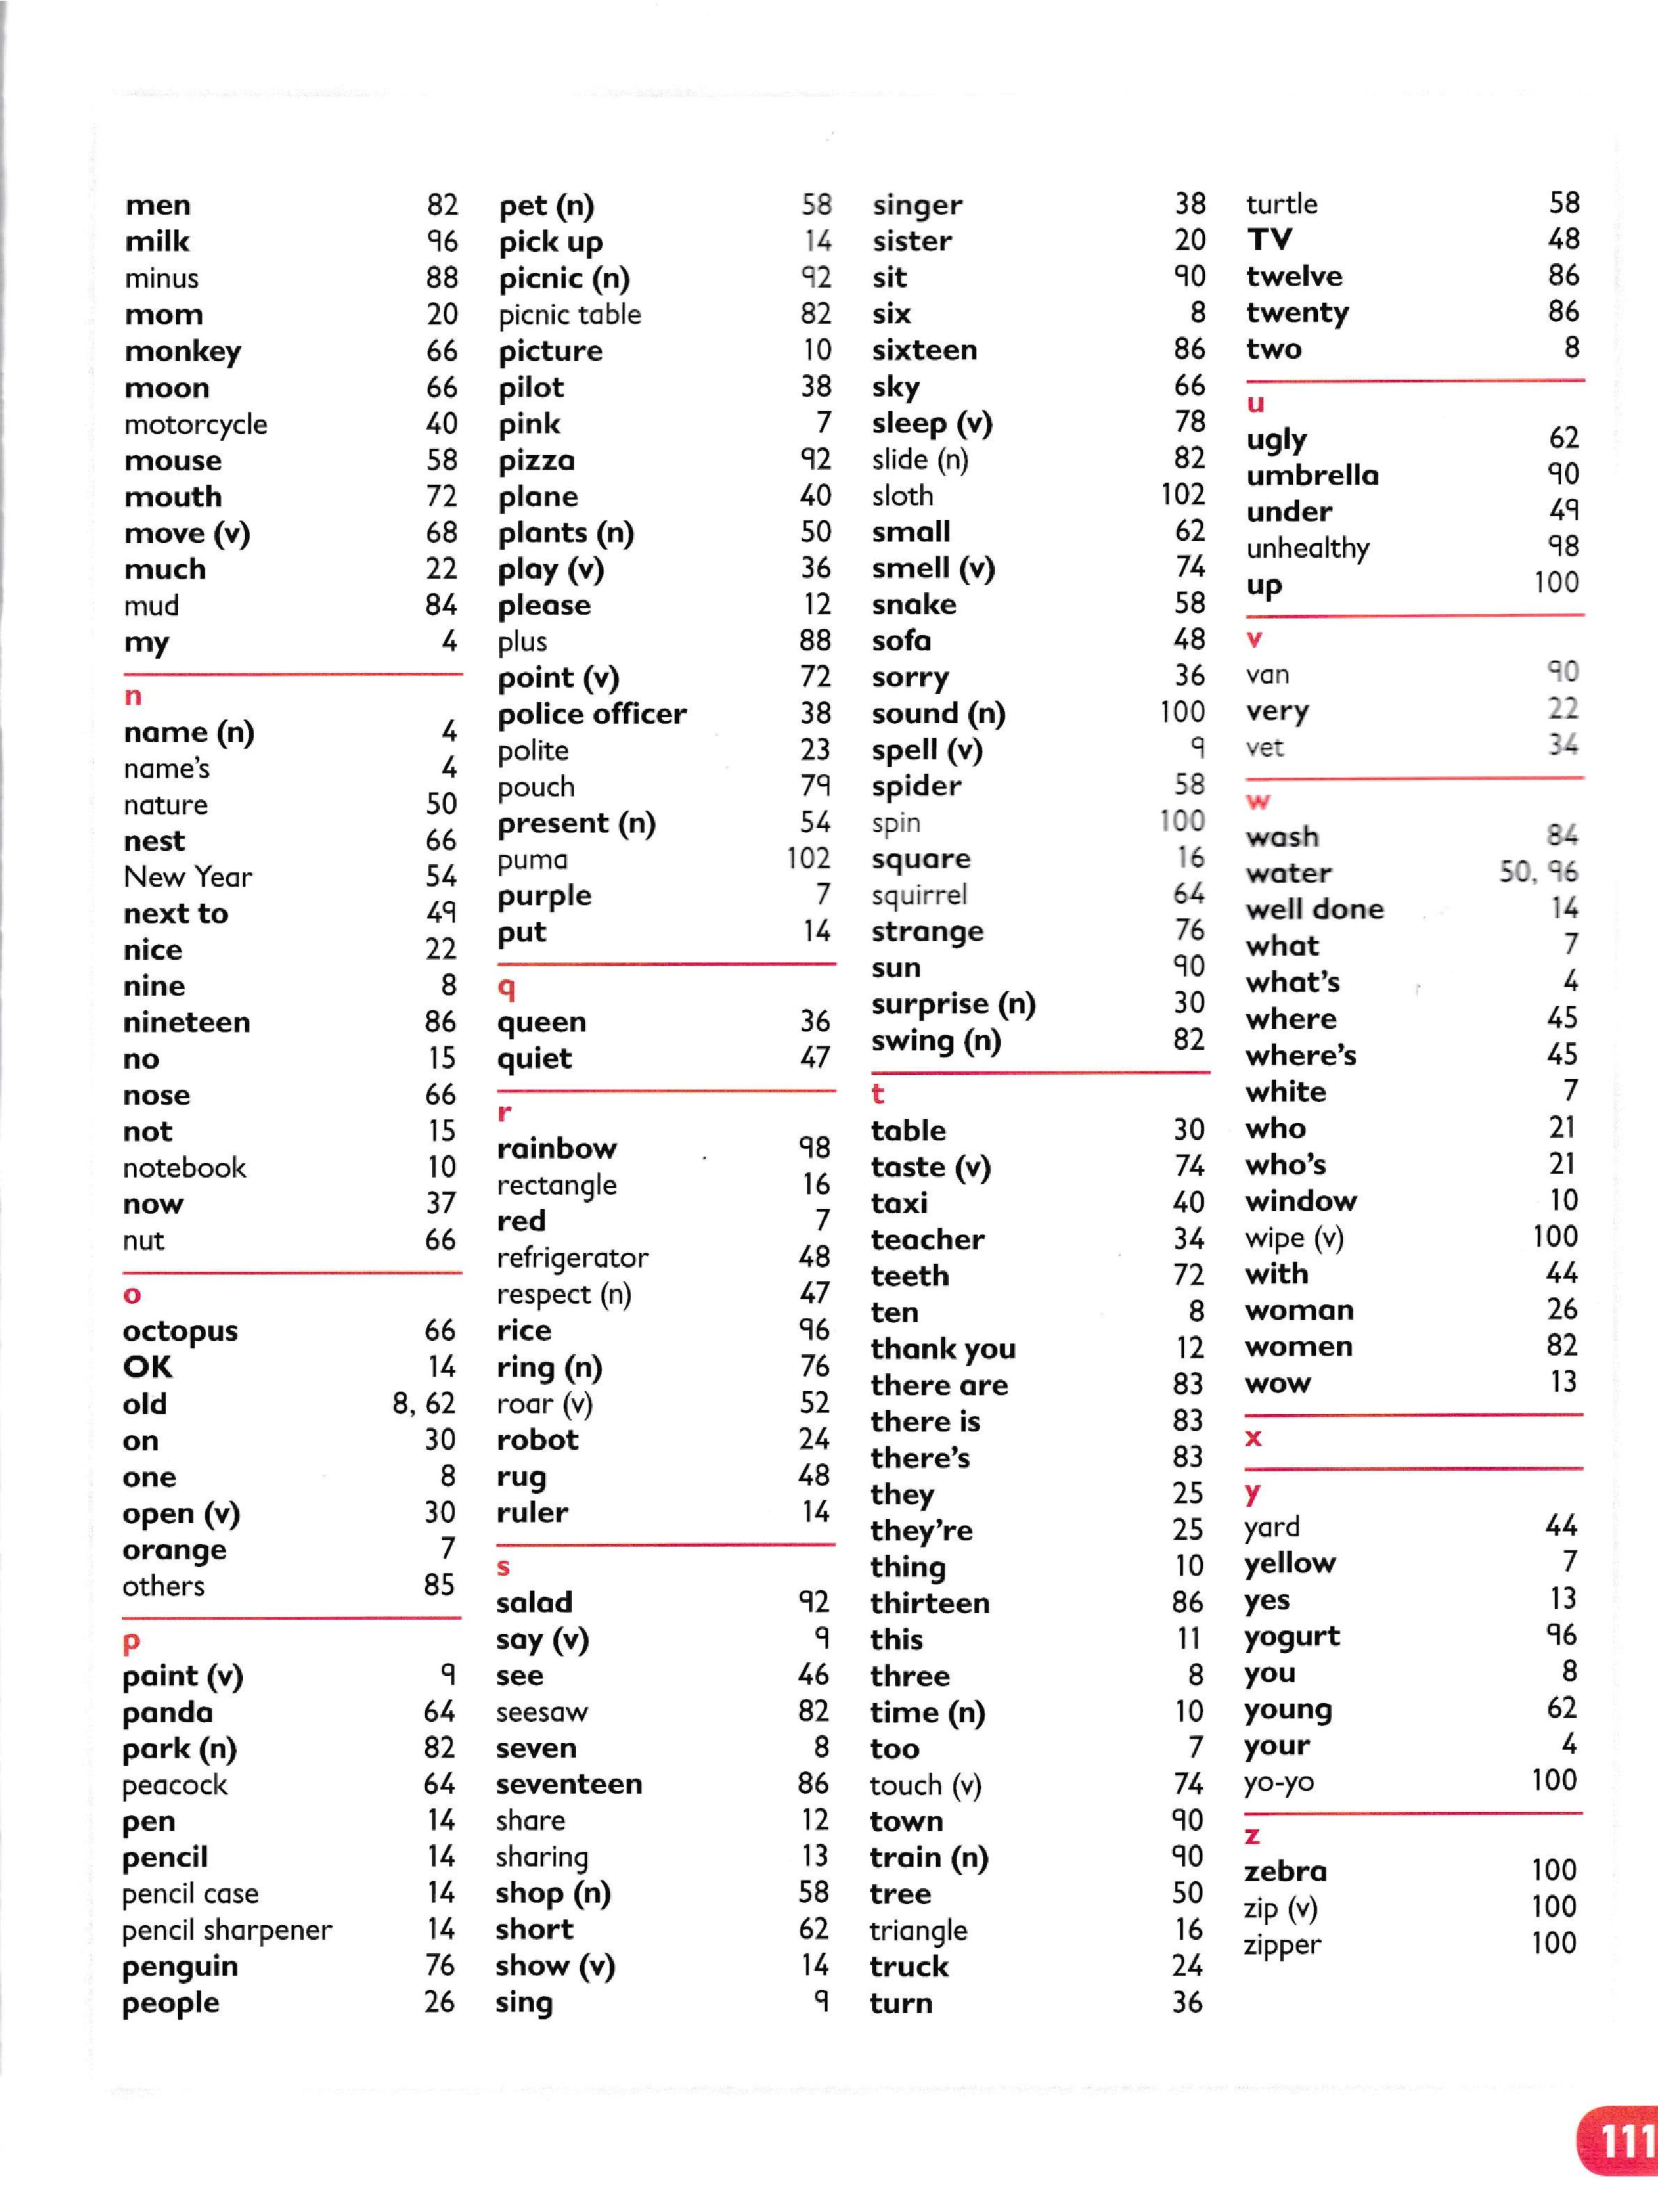 men 82
milk 96
minus 88
mom 20
monkey 66
moon 66
motorcycle 40
mouse 58
mouth 72
move (v) 68
much 22
mud 84
my 4
n
name (n) 4
name's 4
nature 50
nest 66
New Year 54
next to 49
nice 22
nine 8
nineteen 86
no 15
nose 66
not 15
notebook 10
now 37
nut 66
o
octopus 66
OK 14
old 8, 62
on 30
one 8
open (v) 30
orange 7
others 85
p
paint (v) 9
panda 64
park (n) 82
peacock 64
pen 14
pencil 14
pencil case 14
pencil sharpener 14
penguin 76
people 26
pet (n) 58
pick up 14
picnic (n) 92
picnic table 82
picture 10
pilot 38
pink 7
pizza 92
plane 40
plants (n) 50
play (v) 36
please 12
plus 88
point (v) 72
police officer 38
polite 23
pouch 79
present (n) 54
puma 102
purple 7
put 14
q
queen 36
quiet 47
r
rainbow 98
rectangle 16
red 7
refrigerator 48
respect (n) 47
rice 96
ring (n) 76
roar (v) 52
robot 24
rug 48
ruler 14
s
salad 92
say (v) 9
see 46
seesaw 82
seven 8
seventeen 86
share 12
sharing 13
shop (n) 58
short 62
show (v) 14
sing 9
singer 38
sister 20
sit 90
six 8
sixteen 86
sky 66
sleep (v) 78
slide (n) 82
sloth 102
small 62
smell (v) 74
snake 58
sofa 48
sorry 36
sound (n) 100
spell (v) 9
spider 58
spin 100
square 16
squirrel 64
strange 76
sun 90
surprise (n) 30
swing (n) 82
t
table 30
taste (v) 74
taxi 40
teacher 34
teeth 72
ten 8
thank you 12
there are 83
there is 83
there's 83
they 25
they're 25
thing 10
thirteen 86
this 11
three 8
time (n) 10
too 7
touch (v) 74
town 90
train (n) 90
tree 50
triangle 16
truck 24
turn 36
turtle 58
TV 48
twelve 86
twenty 86
two 8
u
ugly 62
umbrella 90
under 49
unhealthy 98
up 100
v
van 90
very 22
vet 34
w
wash 84
water 50, 96
well done 14
what 7
what's 4
where 45
where's 45
white 7
who 21
who's 21
window 10
wipe (v) 100
with 44
woman 26
women 82
wow 13
x
y
yard 44
yellow 7
yes 13
yogurt 96
you 8
young 62
your 4
yo-yo 100
z
zebra 100
zip (v) 100
zipper 100
111